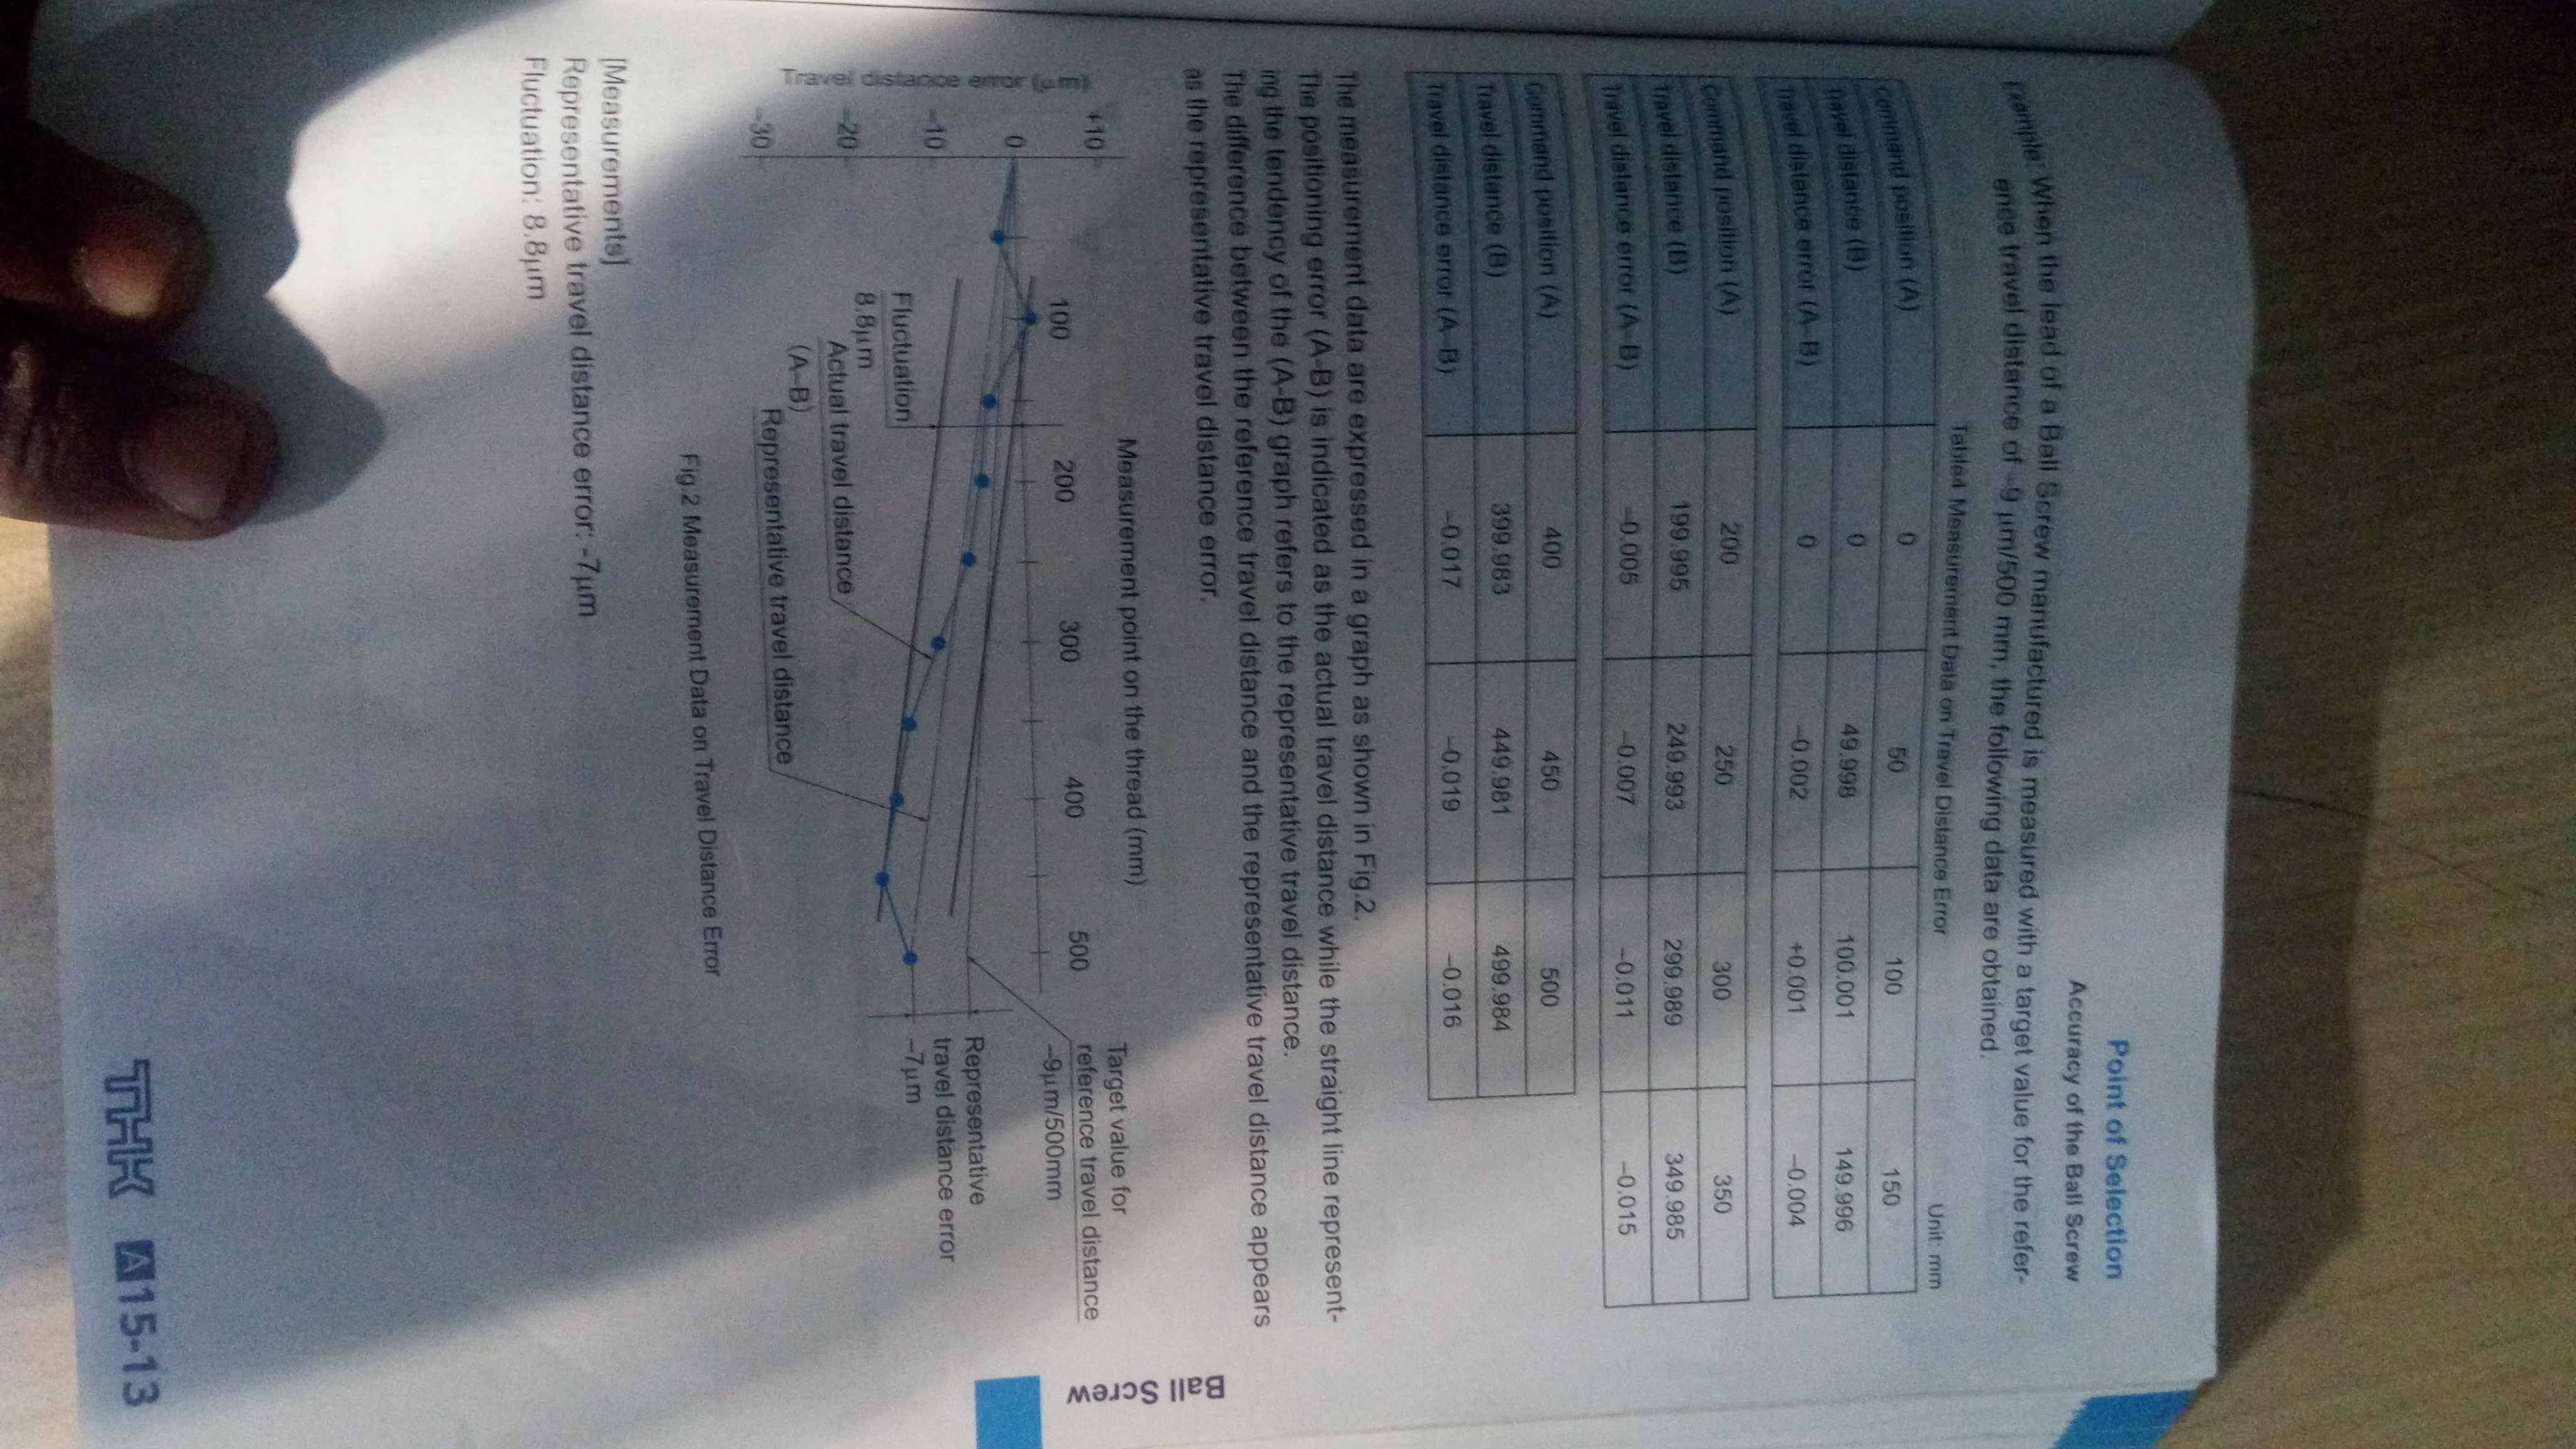 Point of Selection
Accuracy of the Ball Screw
When the lead of a Ball Screw manufactured is measured with a target value for the refer-
ence travel distance of -9 μm/500 mm, the following data are obtained.
Table4 Measurement Data on Travel Distance Error
Unit: mm
Command position (A) 0 50 100 150
Travel distance (B) 0 49.998 100.001 149.996
Travel distance error (A–B) 0 –0.002 +0.001 –0.004
Command position (A) 200 250 300 350
Travel distance (B) 199.995 249.993 299.989 349.985
Travel distance error (A–B) –0.005 –0.007 –0.011 –0.015
Command position (A) 400 450 500
Travel distance (B) 399.983 449.981 499.984
Travel distance error (A–B) –0.017 –0.019 –0.016
The measurement data are expressed in a graph as shown in Fig.2.
The positioning error (A-B) is indicated as the actual travel distance while the straight line represent-
ing the tendency of the (A-B) graph refers to the representative travel distance.
The difference between the reference travel distance and the representative travel distance appears
as the representative travel distance error.
Measurement point on the thread (mm)
Target value for
reference travel distance
–9μm/500mm
100 200 300 400 500
Travel distance error (μm)
+10
0
–10
–20
–30
Fluctuation
8.8μm
Actual travel distance
(A–B)
Representative travel distance
Representative
travel distance error
–7μm
Fig.2 Measurement Data on Travel Distance Error
[Measurements]
Representative travel distance error: -7μm
Fluctuation: 8.8μm
Ball Screw
THK A15-13